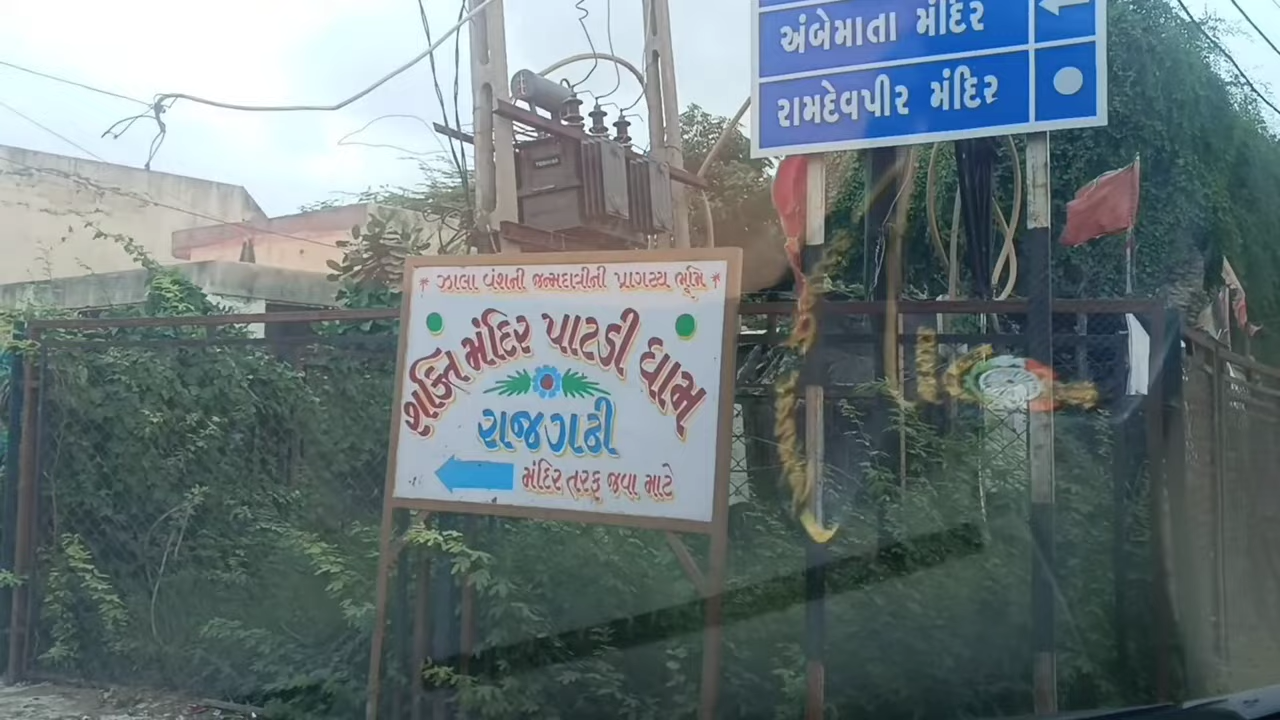 અંબેમાતા મંદિર
રામદેવપીર મંદિર
ઝાલા વંશની જન્મદાત્રીની પ્રાગટ્ય ભૂમિ
શક્તિ મંદિર પાટડી ધામ
રાજગઢી
મંદિર તરફ જવા માટે